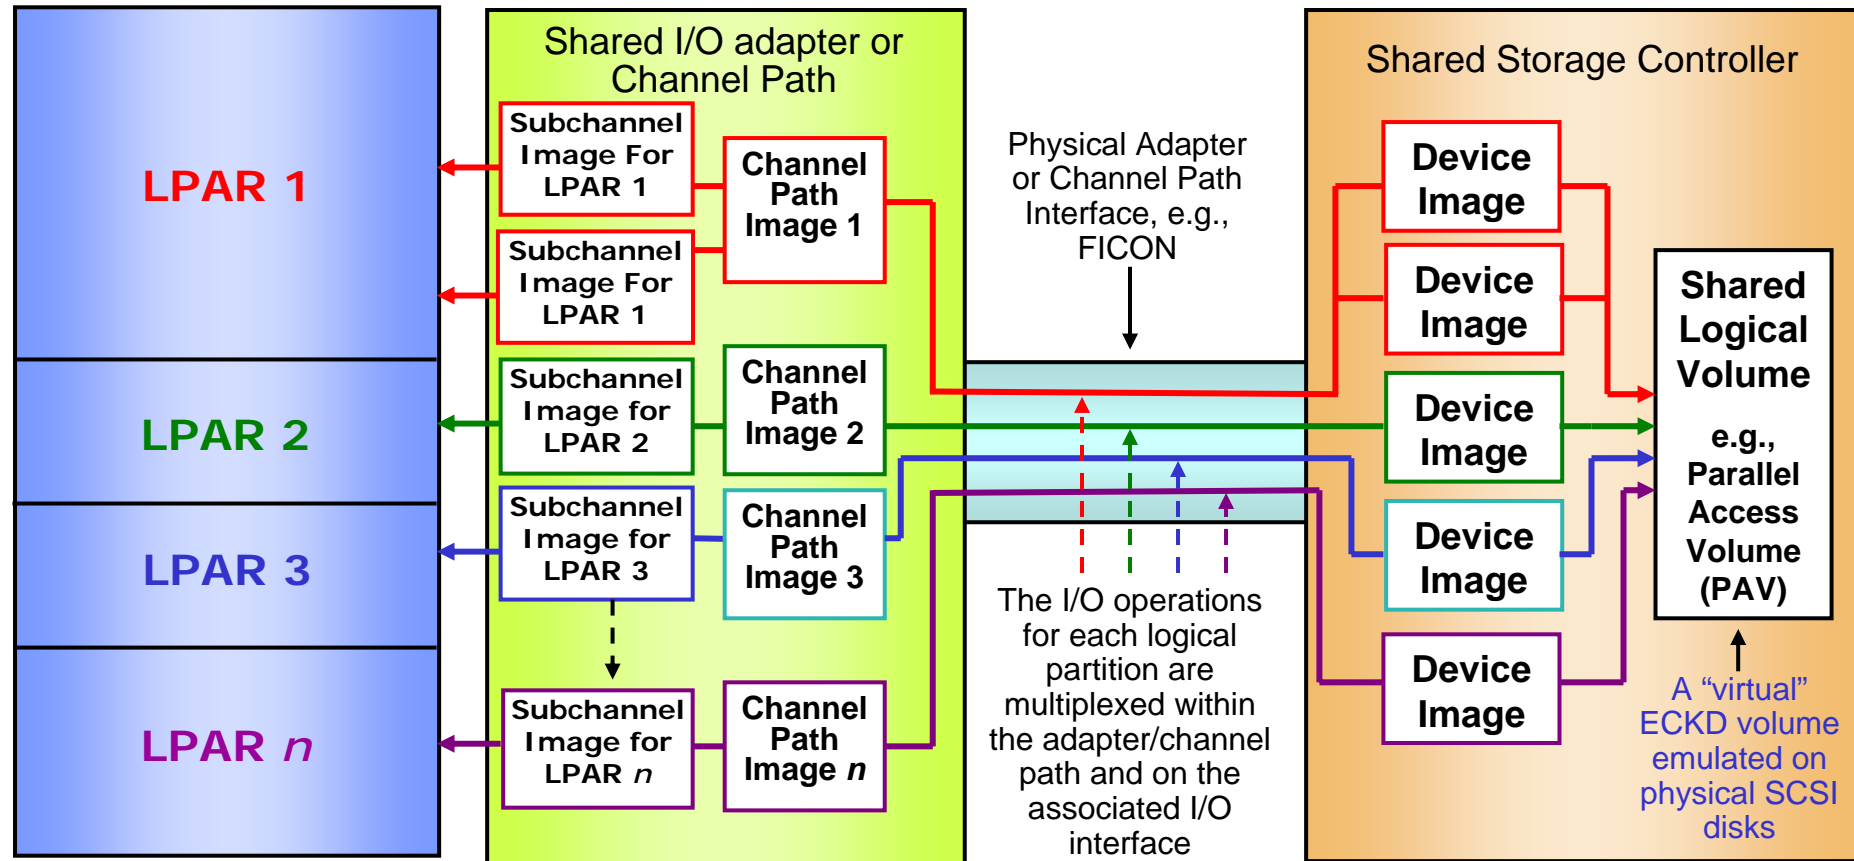 LPAR 1
LPAR 2
LPAR 3
LPAR n
Shared I/O adapter or
Channel Path
Subchannel
Image For
LPAR 1
Subchannel
Image For
LPAR 1
Subchannel
Image for
LPAR 2
Subchannel
Image for
LPAR 3
Subchannel
Image for
LPAR n
Channel
Path
Image 1
Channel
Path
Image 2
Channel
Path
Image 3
Channel
Path
Image n
Physical Adapter
or Channel Path
Interface, e.g.,
FICON
The I/O operations
for each logical
partition are
multiplexed within
the adapter/channel
path and on the
associated I/O
interface
Shared Storage Controller
Device
Image
Device
Image
Device
Image
Device
Image
Device
Image
Shared
Logical
Volume
e.g.,
Parallel
Access
Volume
(PAV)
A “virtual”
ECKD volume
emulated on
physical SCSI
disks